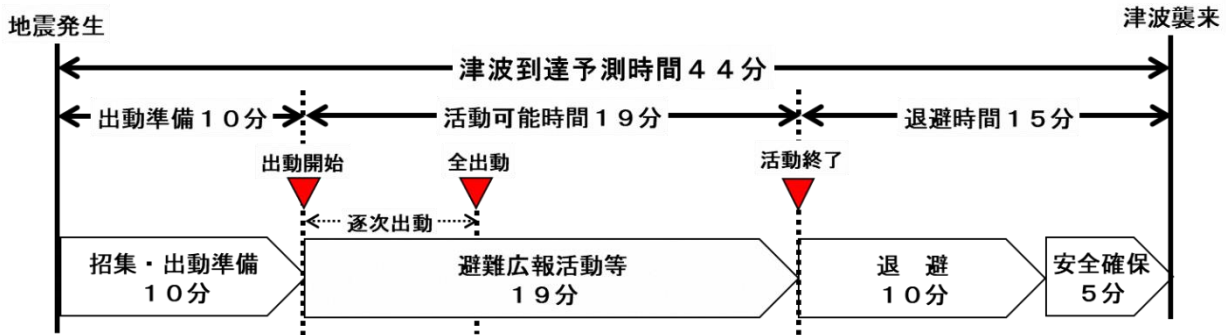 地震発生
津波襲来
津波到達予測時間44分
出動準備10分
活動可能時間19分
退避時間15分
出動開始
全出動
活動終了
逐次出動
招集・出動準備
10分
避難広報活動等
19分
退 避
10分
安全確保
5分